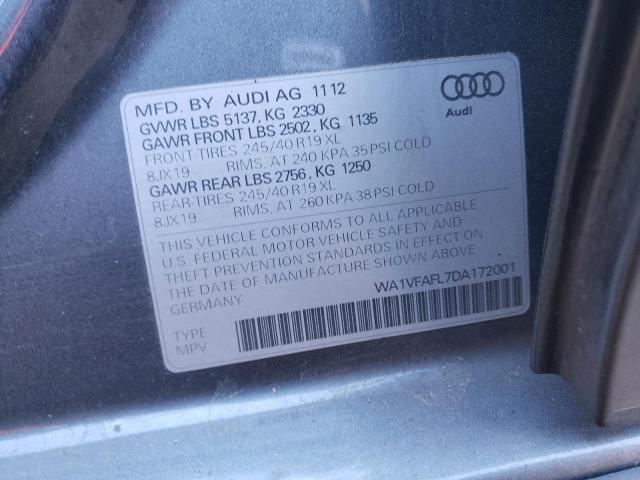 MFD. BY AUDI AG 1112
GVWR LBS 5137, KG 2330
GAWR FRONT LBS 2502, KG 1135
FRONT-TIRES 245/40 R19 XL
8JX19 RIMS. AT 240 KPA 35 PSI COLD
GAWR REAR LBS 2756, KG 1250
REAR-TIRES 245/40 R19 XL
8JX19 RIMS. AT 260 KPA 38 PSI COLD
THIS VEHICLE CONFORMS TO ALL APPLICABLE
U.S FEDERAL MOTOR VEHICLE SAFETY AND
THEFT PREVENTION STANDARDS IN EFFECT ON
THE DATE OF MANUFACTURE SHOWN ABOVE
GERMANY
WA1VFAFL7DA172001
TYPE
MPV
Audi